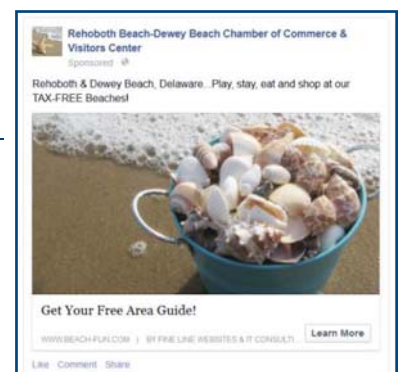 Rehoboth Beach-Dewey Beach Chamber of Commerce &
Visitors Center
Sponsored
Rehoboth & Dewey Beach, Delaware...Play, stay, eat and shop at our
TAX-FREE Beaches!
Get Your Free Area Guide!
WWW.BEACH-FUN.COM | BY FINE LINE WEBSITES & IT CONSULTI...
Learn More
Like Comment Share